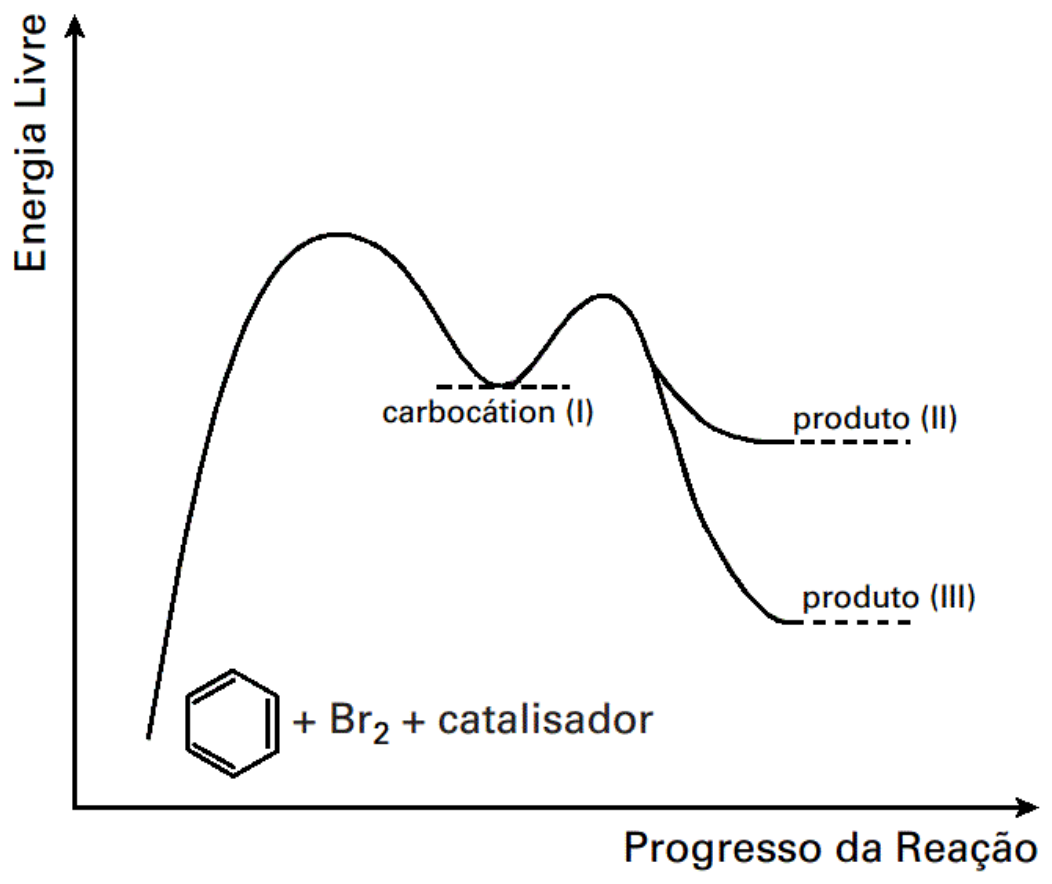 Energia Livre
carbocátion (I)
produto (II)
produto (III)
+ Br₂ + catalisador
Progresso da Reação